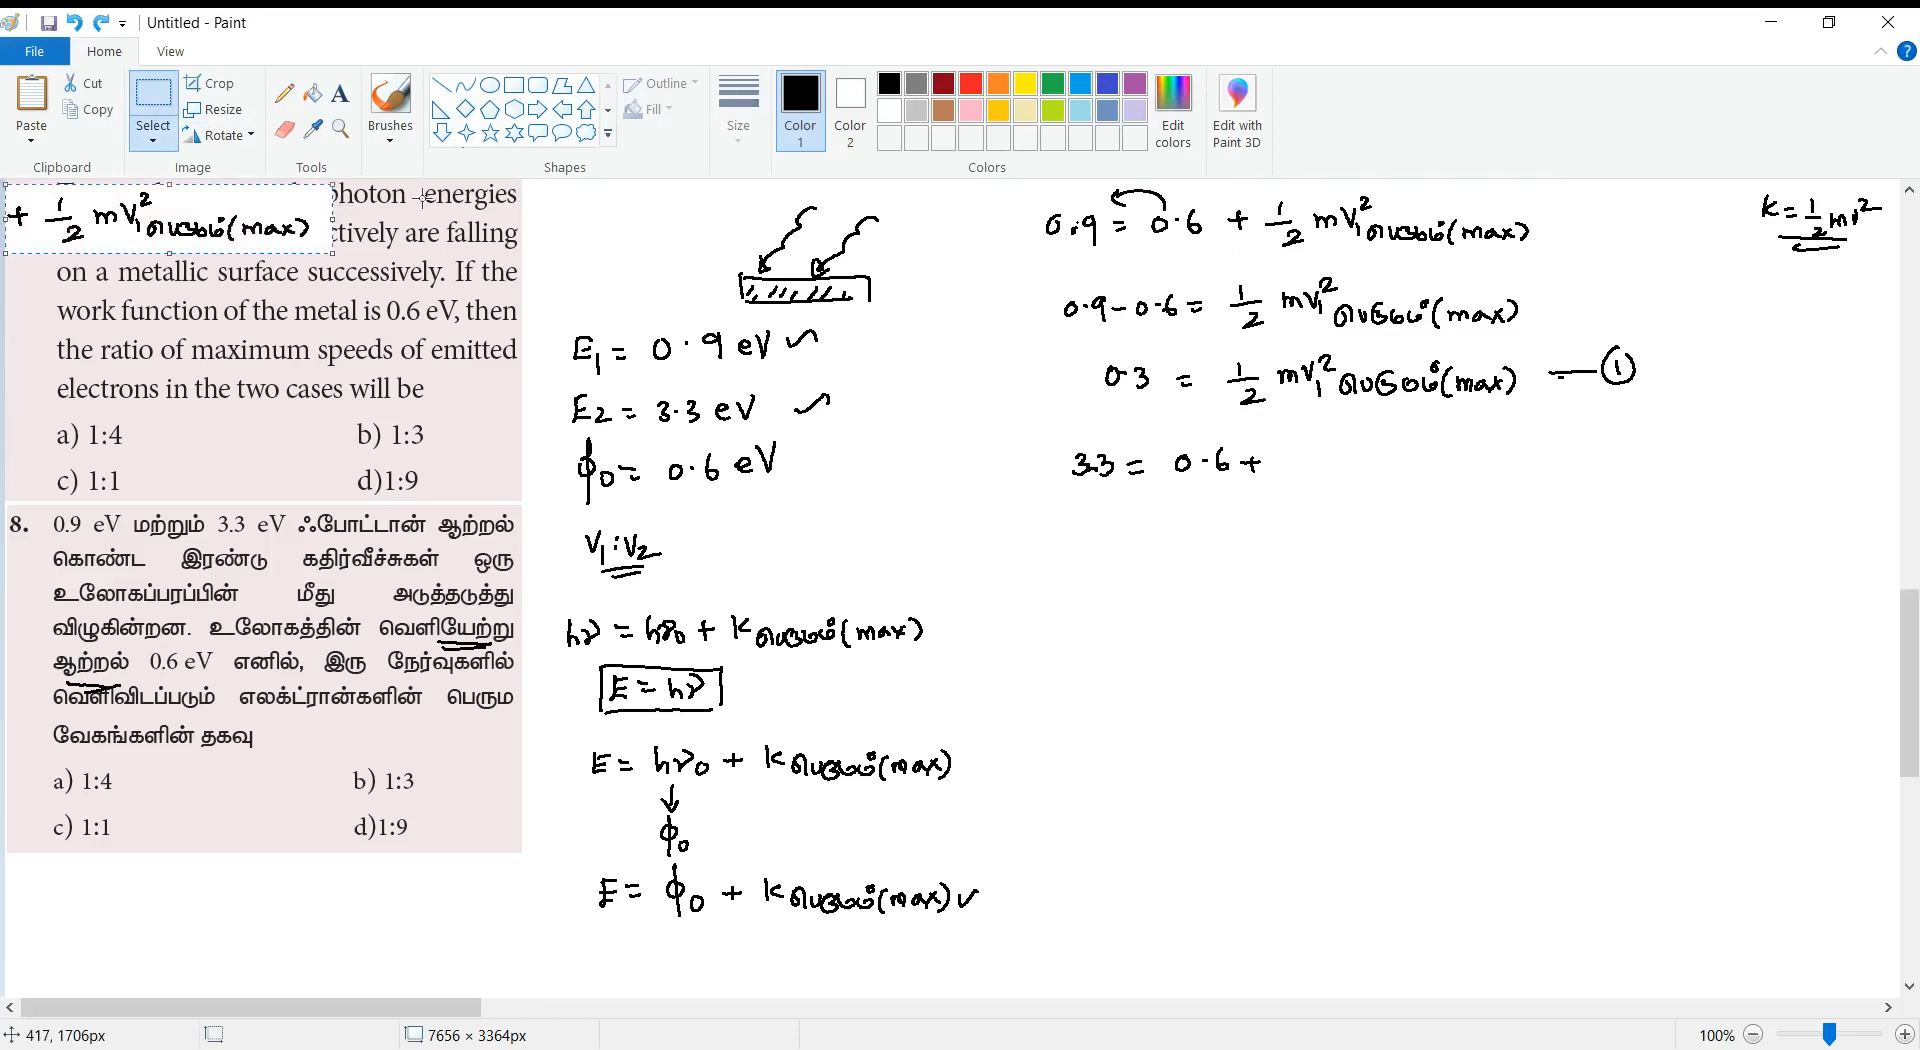 Untitled - Paint
File Home View
Paste
Cut
Copy
Clipboard
Select
Crop
Resize
Rotate
Image
Tools
Brushes
Shapes
Outline
Fill
Size
Color 1
Color 2
Colors
Edit colors
Edit with Paint 3D
photon energies
+ 1/2 mV₁² பெரும(max)
ctively are falling
on a metallic surface successively. If the
work function of the metal is 0.6 eV, then
the ratio of maximum speeds of emitted
electrons in the two cases will be
a) 1:4 b) 1:3
c) 1:1 d)1:9
8. 0.9 eV மற்றும் 3.3 eV ஃபோட்டான் ஆற்றல்
கொண்ட இரண்டு கதிர்வீச்சுகள் ஒரு
உலோகப்பரப்பின் மீது அடுத்தடுத்து
விழுகின்றன. உலோகத்தின் வெளியேற்று
ஆற்றல் 0.6 eV எனில், இரு நேர்வுகளில்
வெளிவிடப்படும் எலக்ட்ரான்களின் பெரும
வேகங்களின் தகவு
a) 1:4 b) 1:3
c) 1:1 d)1:9
E₁ = 0.9 eV
E₂ = 3.3 eV
ϕ₀ = 0.6 eV
V₁ : V₂
hν = hν₀ + K பெரும(max)
E = hν
E = hν₀ + K பெரும(max)
ϕ₀
E = ϕ₀ + K பெரும(max)
0.9 = 0.6 + 1/2 mV₁² பெரும(max)
0.9 - 0.6 = 1/2 mV₁² பெரும(max)
0.3 = 1/2 mV₁² பெரும(max) — ①
3.3 = 0.6 +
K = 1/2 mv²
417, 1706px
7656 × 3364px
100%